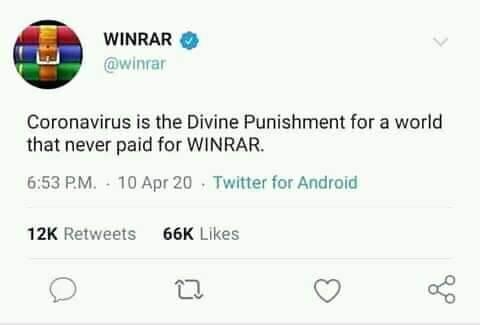 WINRAR
@winrar
Coronavirus is the Divine Punishment for a world
that never paid for WINRAR.
6:53 P.M. · 10 Apr 20 · Twitter for Android
12K Retweets 66K Likes